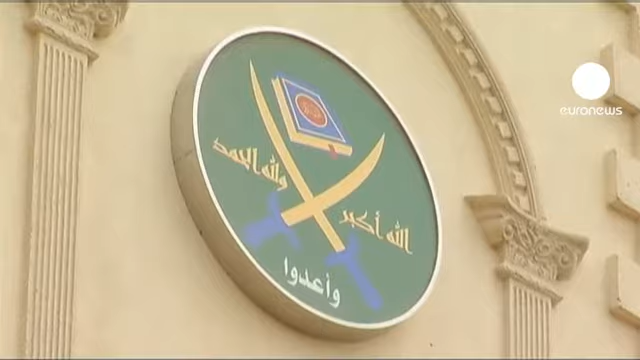 euronews
الله أكبر
ولله الحمد
وأعدوا